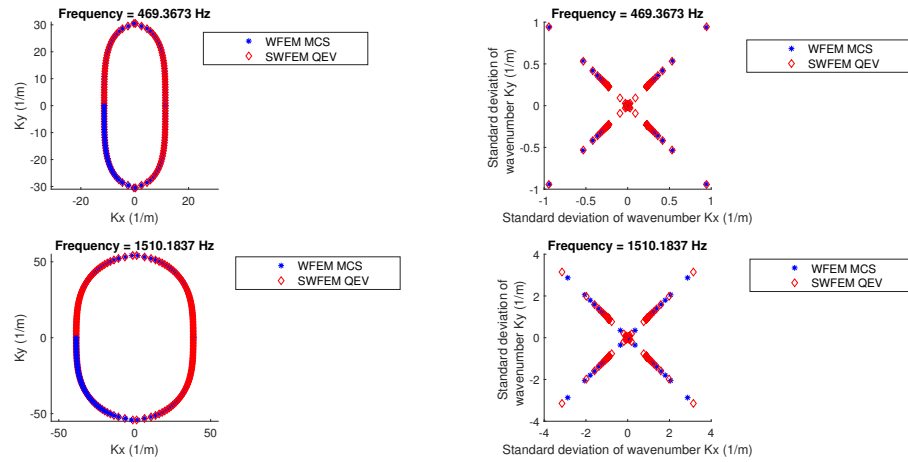 Frequency = 469.3673 Hz
30
20
10
0
-10
-20
-30
Ky (1/m)
-20
0
20
Kx (1/m)
WFEM MCS
SWFEM QEV
Frequency = 469.3673 Hz
1
0.5
0
-0.5
-1
Standard deviation of
wavenumber Ky (1/m)
-1
-0.5
0
0.5
1
Standard deviation of wavenumber Kx (1/m)
WFEM MCS
SWFEM QEV
Frequency = 1510.1837 Hz
50
0
-50
Ky (1/m)
-50
0
50
Kx (1/m)
WFEM MCS
SWFEM QEV
Frequency = 1510.1837 Hz
4
2
0
-2
-4
Standard deviation of
wavenumber Ky (1/m)
-4
-2
0
2
4
Standard deviation of wavenumber Kx (1/m)
WFEM MCS
SWFEM QEV